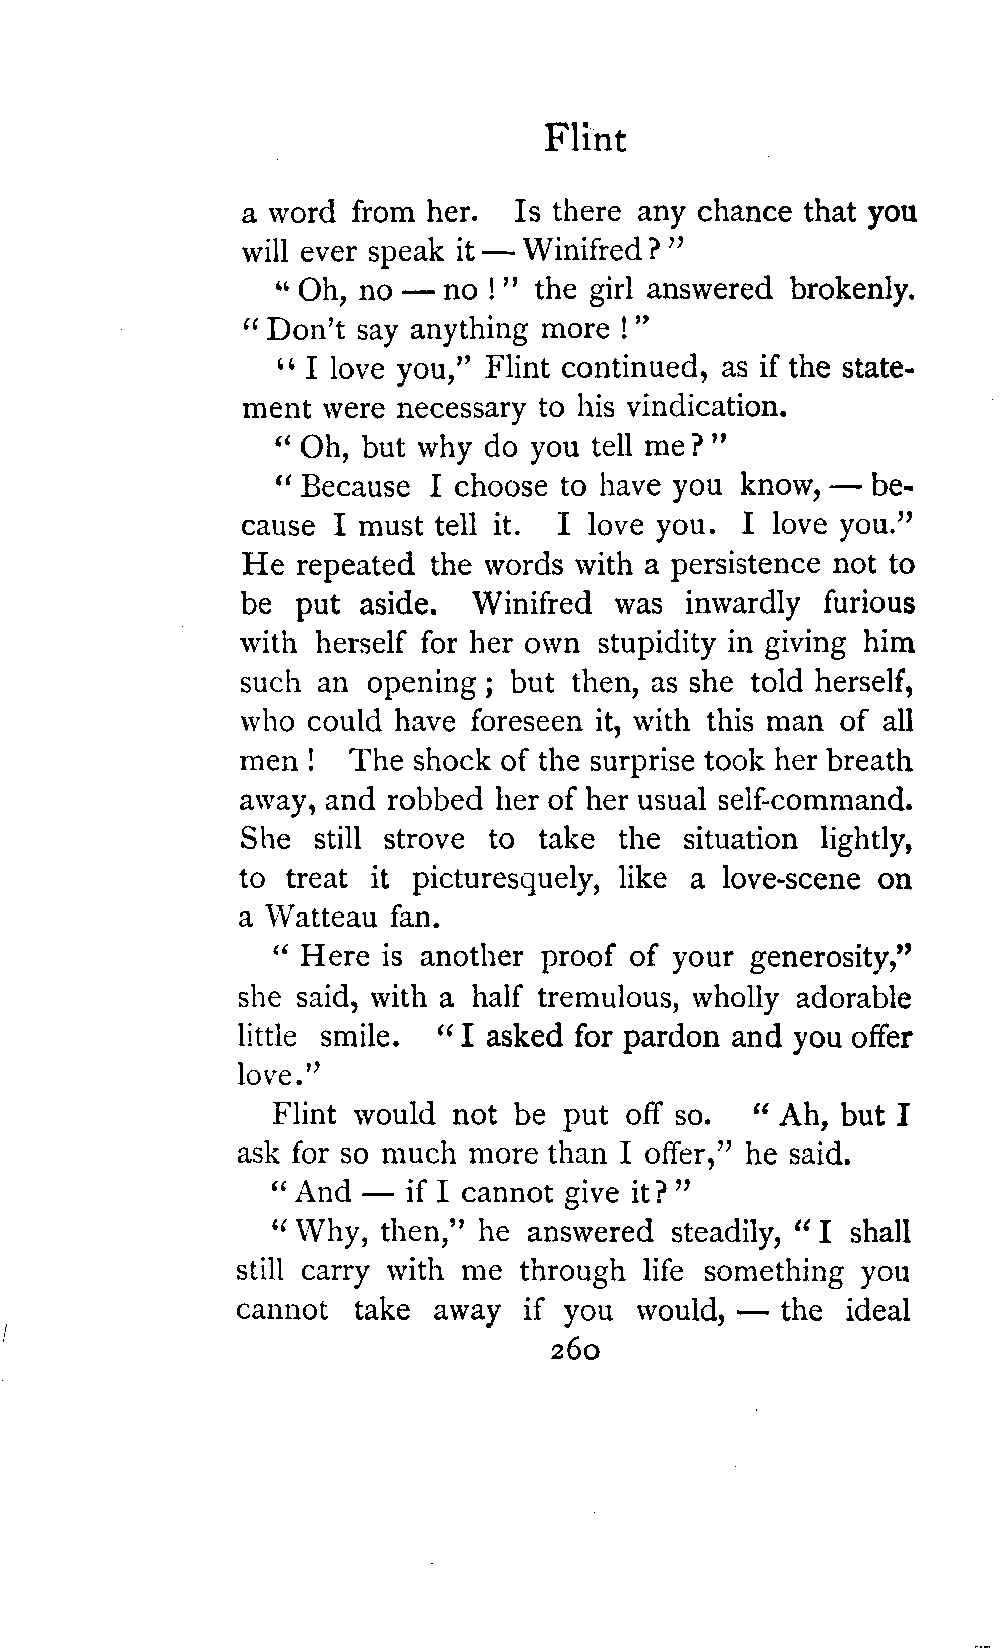 Flint
a word from her. Is there any chance that you
will ever speak it — Winifred?"
"Oh, no — no!" the girl answered brokenly.
"Don't say anything more!"
"I love you," Flint continued, as if the state-
ment were necessary to his vindication.
"Oh, but why do you tell me?"
"Because I choose to have you know, — be-
cause I must tell it. I love you. I love you."
He repeated the words with a persistence not to
be put aside. Winifred was inwardly furious
with herself for her own stupidity in giving him
such an opening; but then, as she told herself,
who could have foreseen it, with this man of all
men! The shock of the surprise took her breath
away, and robbed her of her usual self-command.
She still strove to take the situation lightly,
to treat it picturesquely, like a love-scene on
a Watteau fan.
"Here is another proof of your generosity,"
she said, with a half tremulous, wholly adorable
little smile. "I asked for pardon and you offer
love."
Flint would not be put off so. "Ah, but I
ask for so much more than I offer," he said.
"And — if I cannot give it?"
"Why, then," he answered steadily, "I shall
still carry with me through life something you
cannot take away if you would, — the ideal
260